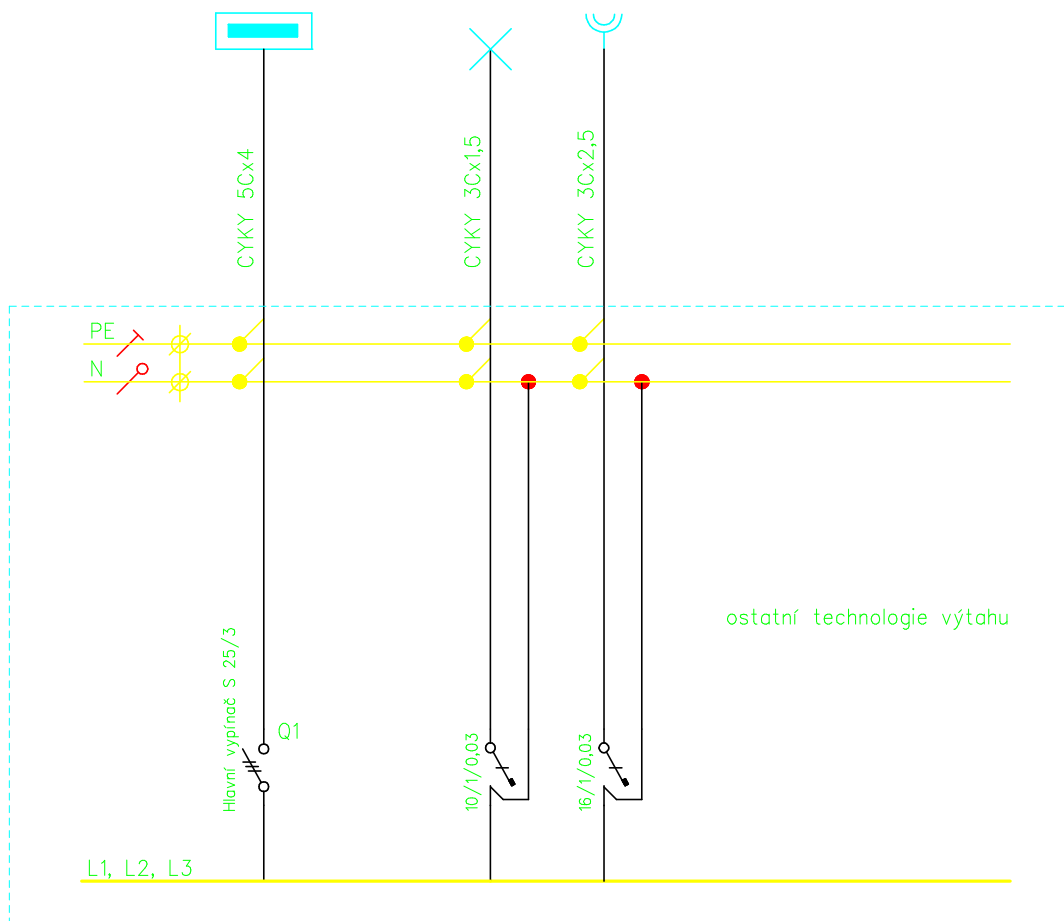 CYKY 5Cx4
CYKY 3Cx1,5
CYKY 3Cx2,5
PE
N
ostatní technologie výtahu
Hlavní vypínač S 25/3
Q1
10/1/0,03
16/1/0,03
L1, L2, L3